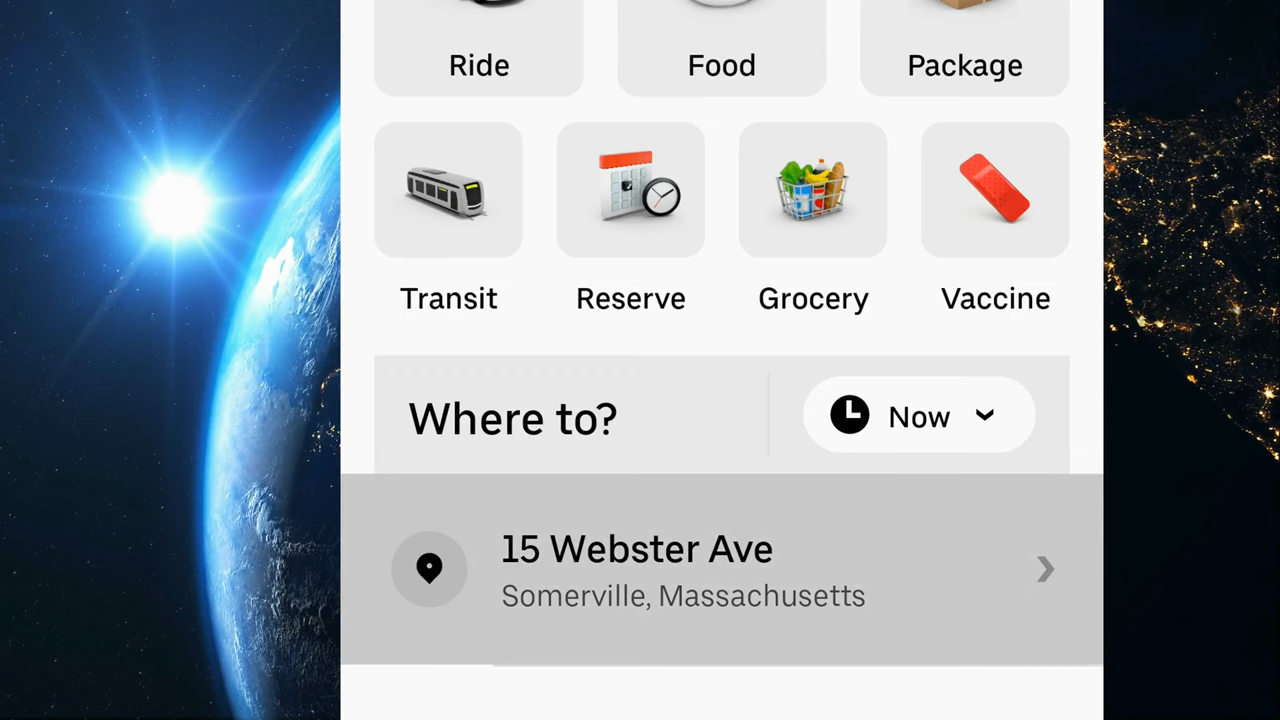 Ride Food Package
Transit Reserve Grocery Vaccine
Where to? Now
15 Webster Ave
Somerville, Massachusetts